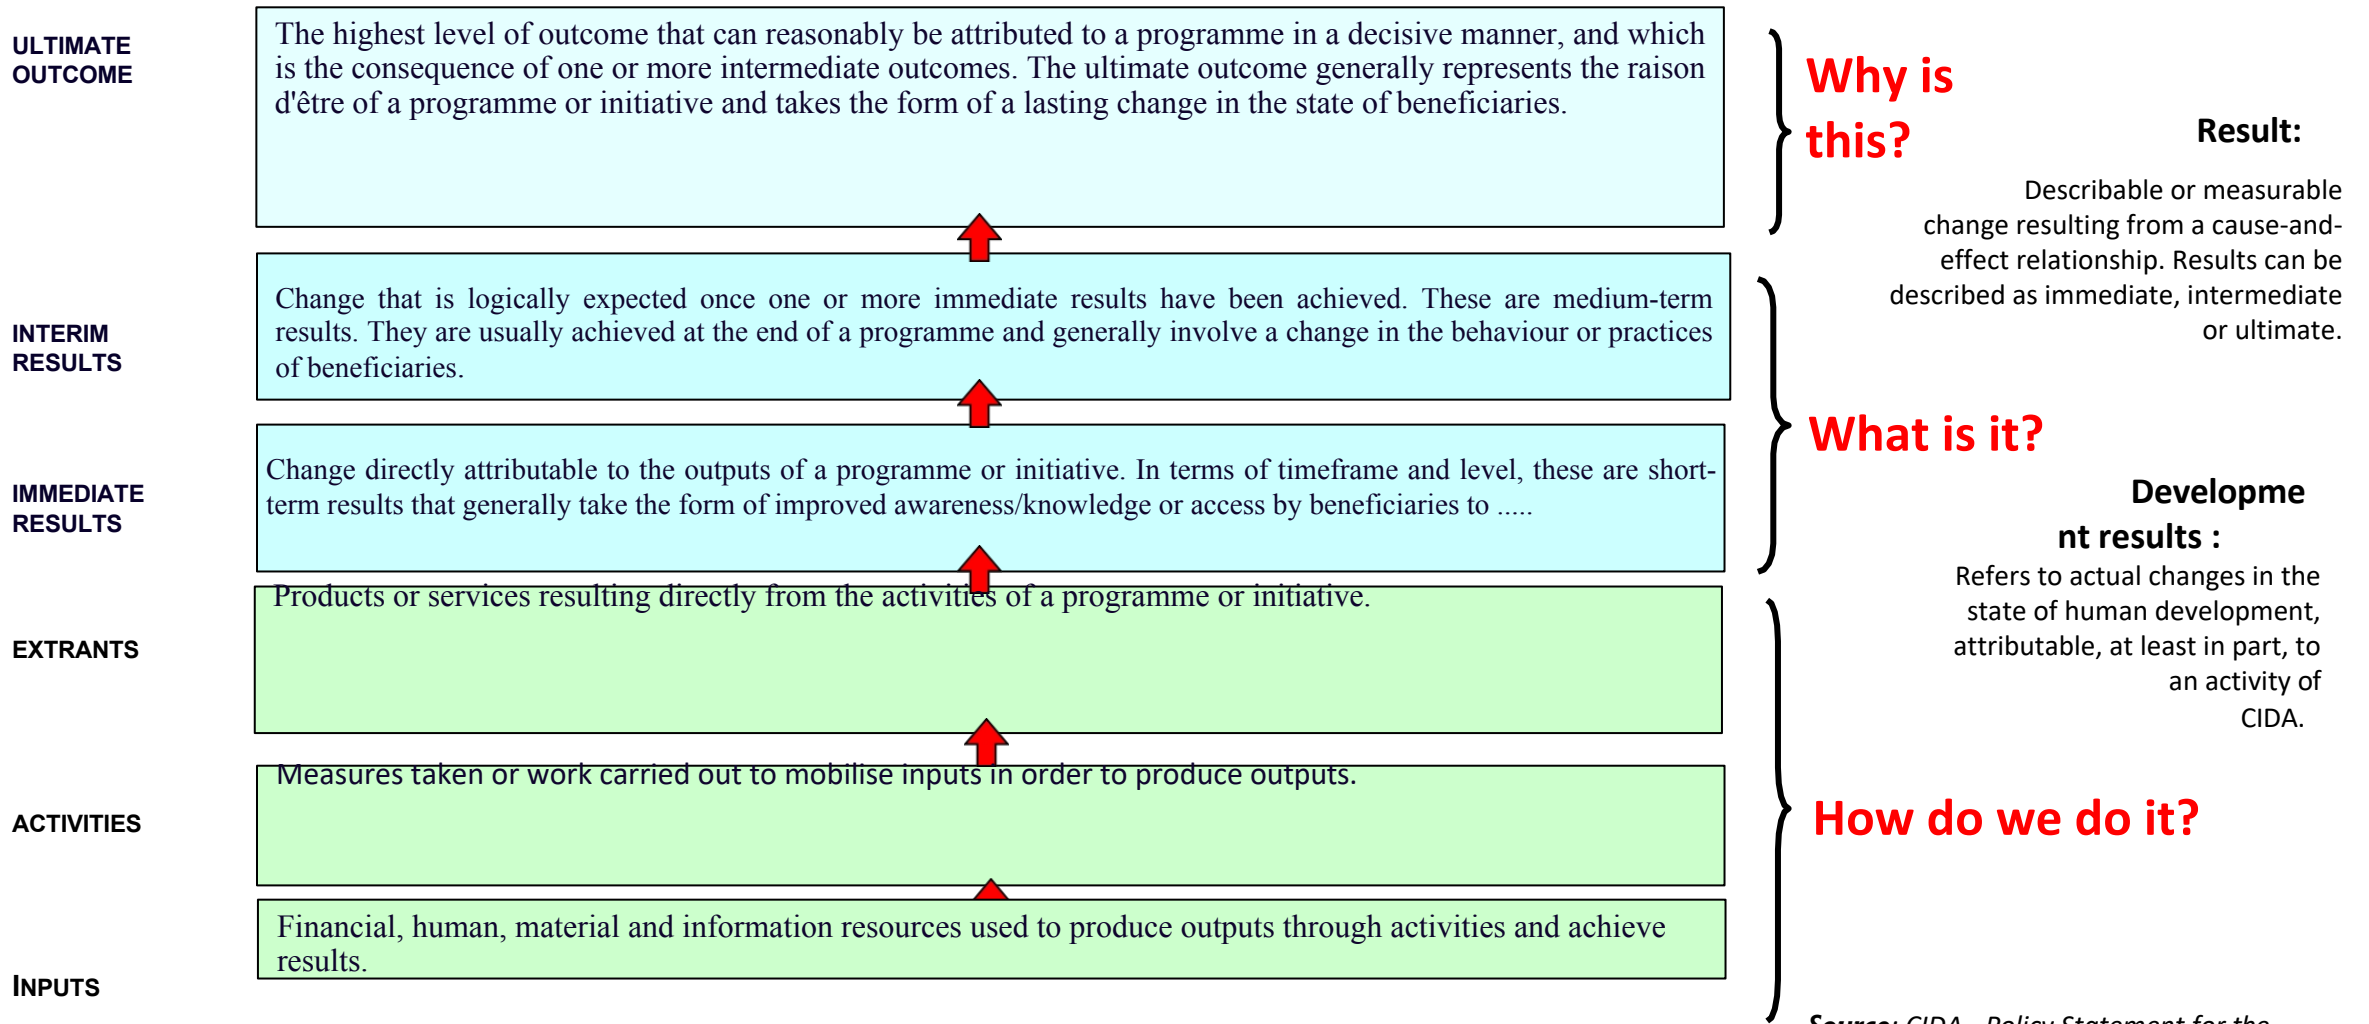 ULTIMATE
OUTCOME
The highest level of outcome that can reasonably be attributed to a programme in a decisive manner, and which
is the consequence of one or more intermediate outcomes. The ultimate outcome generally represents the raison
d'être of a programme or initiative and takes the form of a lasting change in the state of beneficiaries.
Why is
this?
Result:
Describable or measurable
change resulting from a cause-and-
effect relationship. Results can be
described as immediate, intermediate
or ultimate.
INTERIM
RESULTS
Change that is logically expected once one or more immediate results have been achieved. These are medium-term
results. They are usually achieved at the end of a programme and generally involve a change in the behaviour or practices
of beneficiaries.
What is it?
IMMEDIATE
RESULTS
Change directly attributable to the outputs of a programme or initiative. In terms of timeframe and level, these are short-
term results that generally take the form of improved awareness/knowledge or access by beneficiaries to .....
Developme
nt results :
Refers to actual changes in the
state of human development,
attributable, at least in part, to
an activity of
CIDA.
EXTRANTS
Products or services resulting directly from the activities of a programme or initiative.
ACTIVITIES
Measures taken or work carried out to mobilise inputs in order to produce outputs.
How do we do it?
INPUTS
Financial, human, material and information resources used to produce outputs through activities and achieve
results.
Source: CIDA - Policy Statement for the